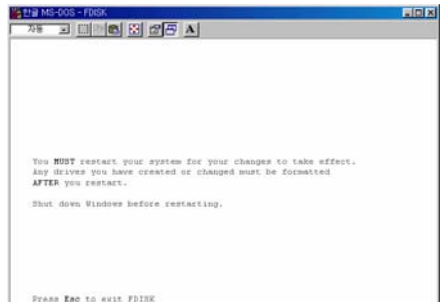 한글 MS-DOS - FDISK
자동
A
You MUST restart your system for your changes to take effect.
Any drives you have created or changed must be formatted
AFTER you restart.
Shut down Windows before restarting.
Press Esc to exit FDISK